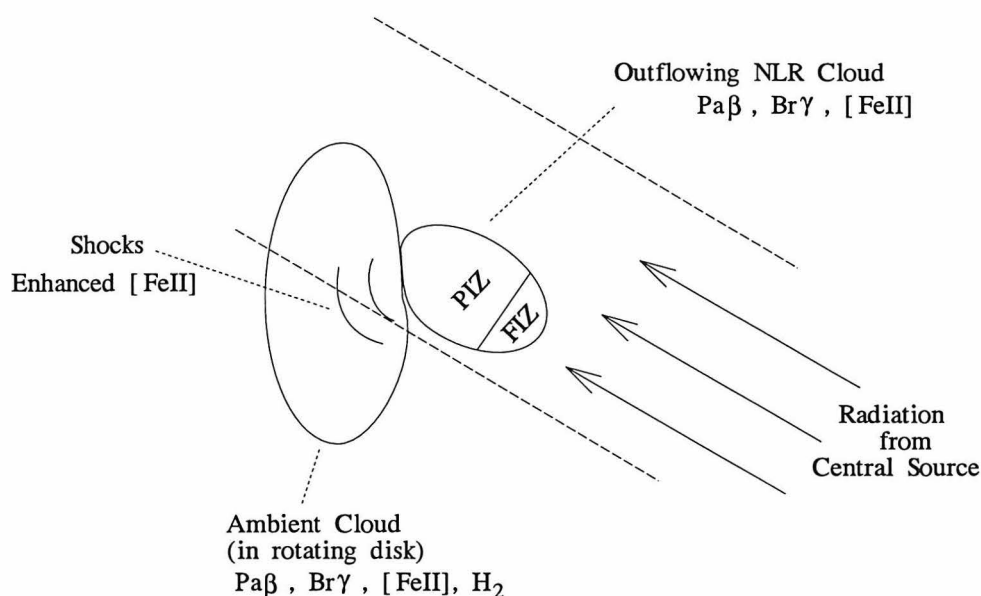 Outflowing NLR Cloud
Paβ , Brγ , [FeII]
Shocks
Enhanced [FeII]
PIZ
FIZ
Radiation
from
Central Source
Ambient Cloud
(in rotating disk)
Paβ , Brγ , [FeII], H₂